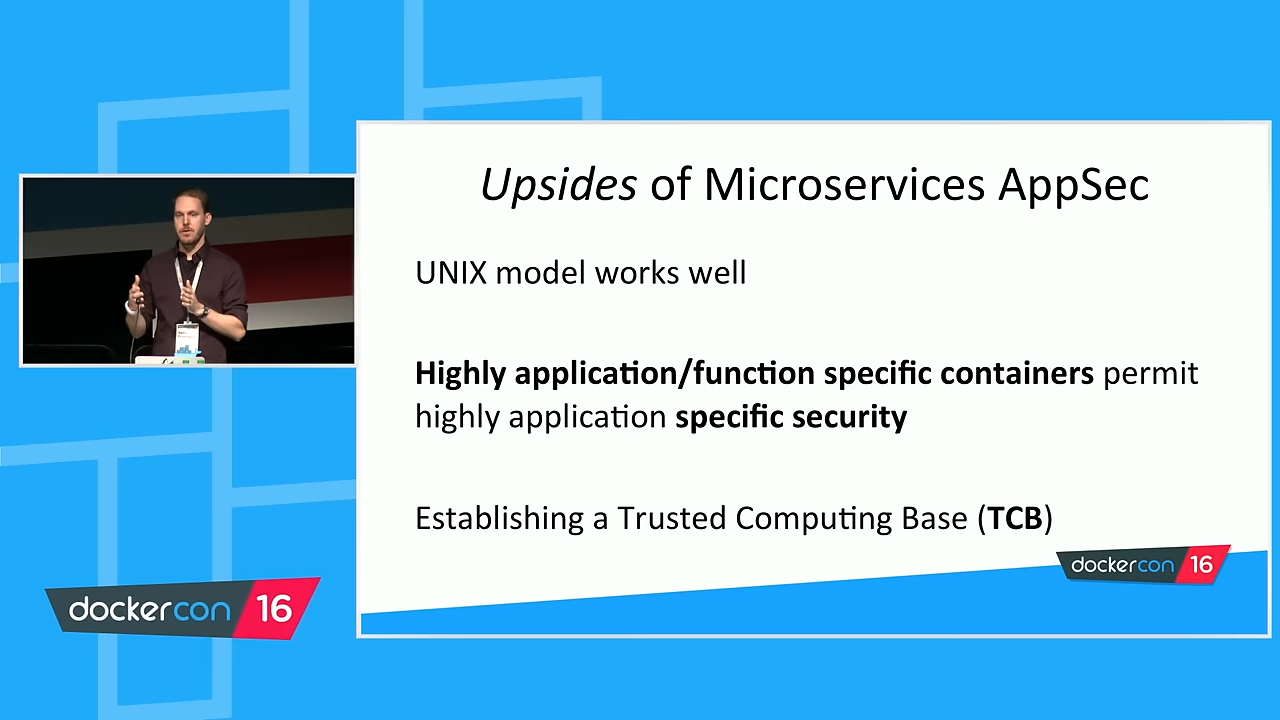 Upsides of Microservices AppSec
UNIX model works well
Highly application/function specific containers permit
highly application specific security
Establishing a Trusted Computing Base (TCB)
dockercon 16
dockercon 16